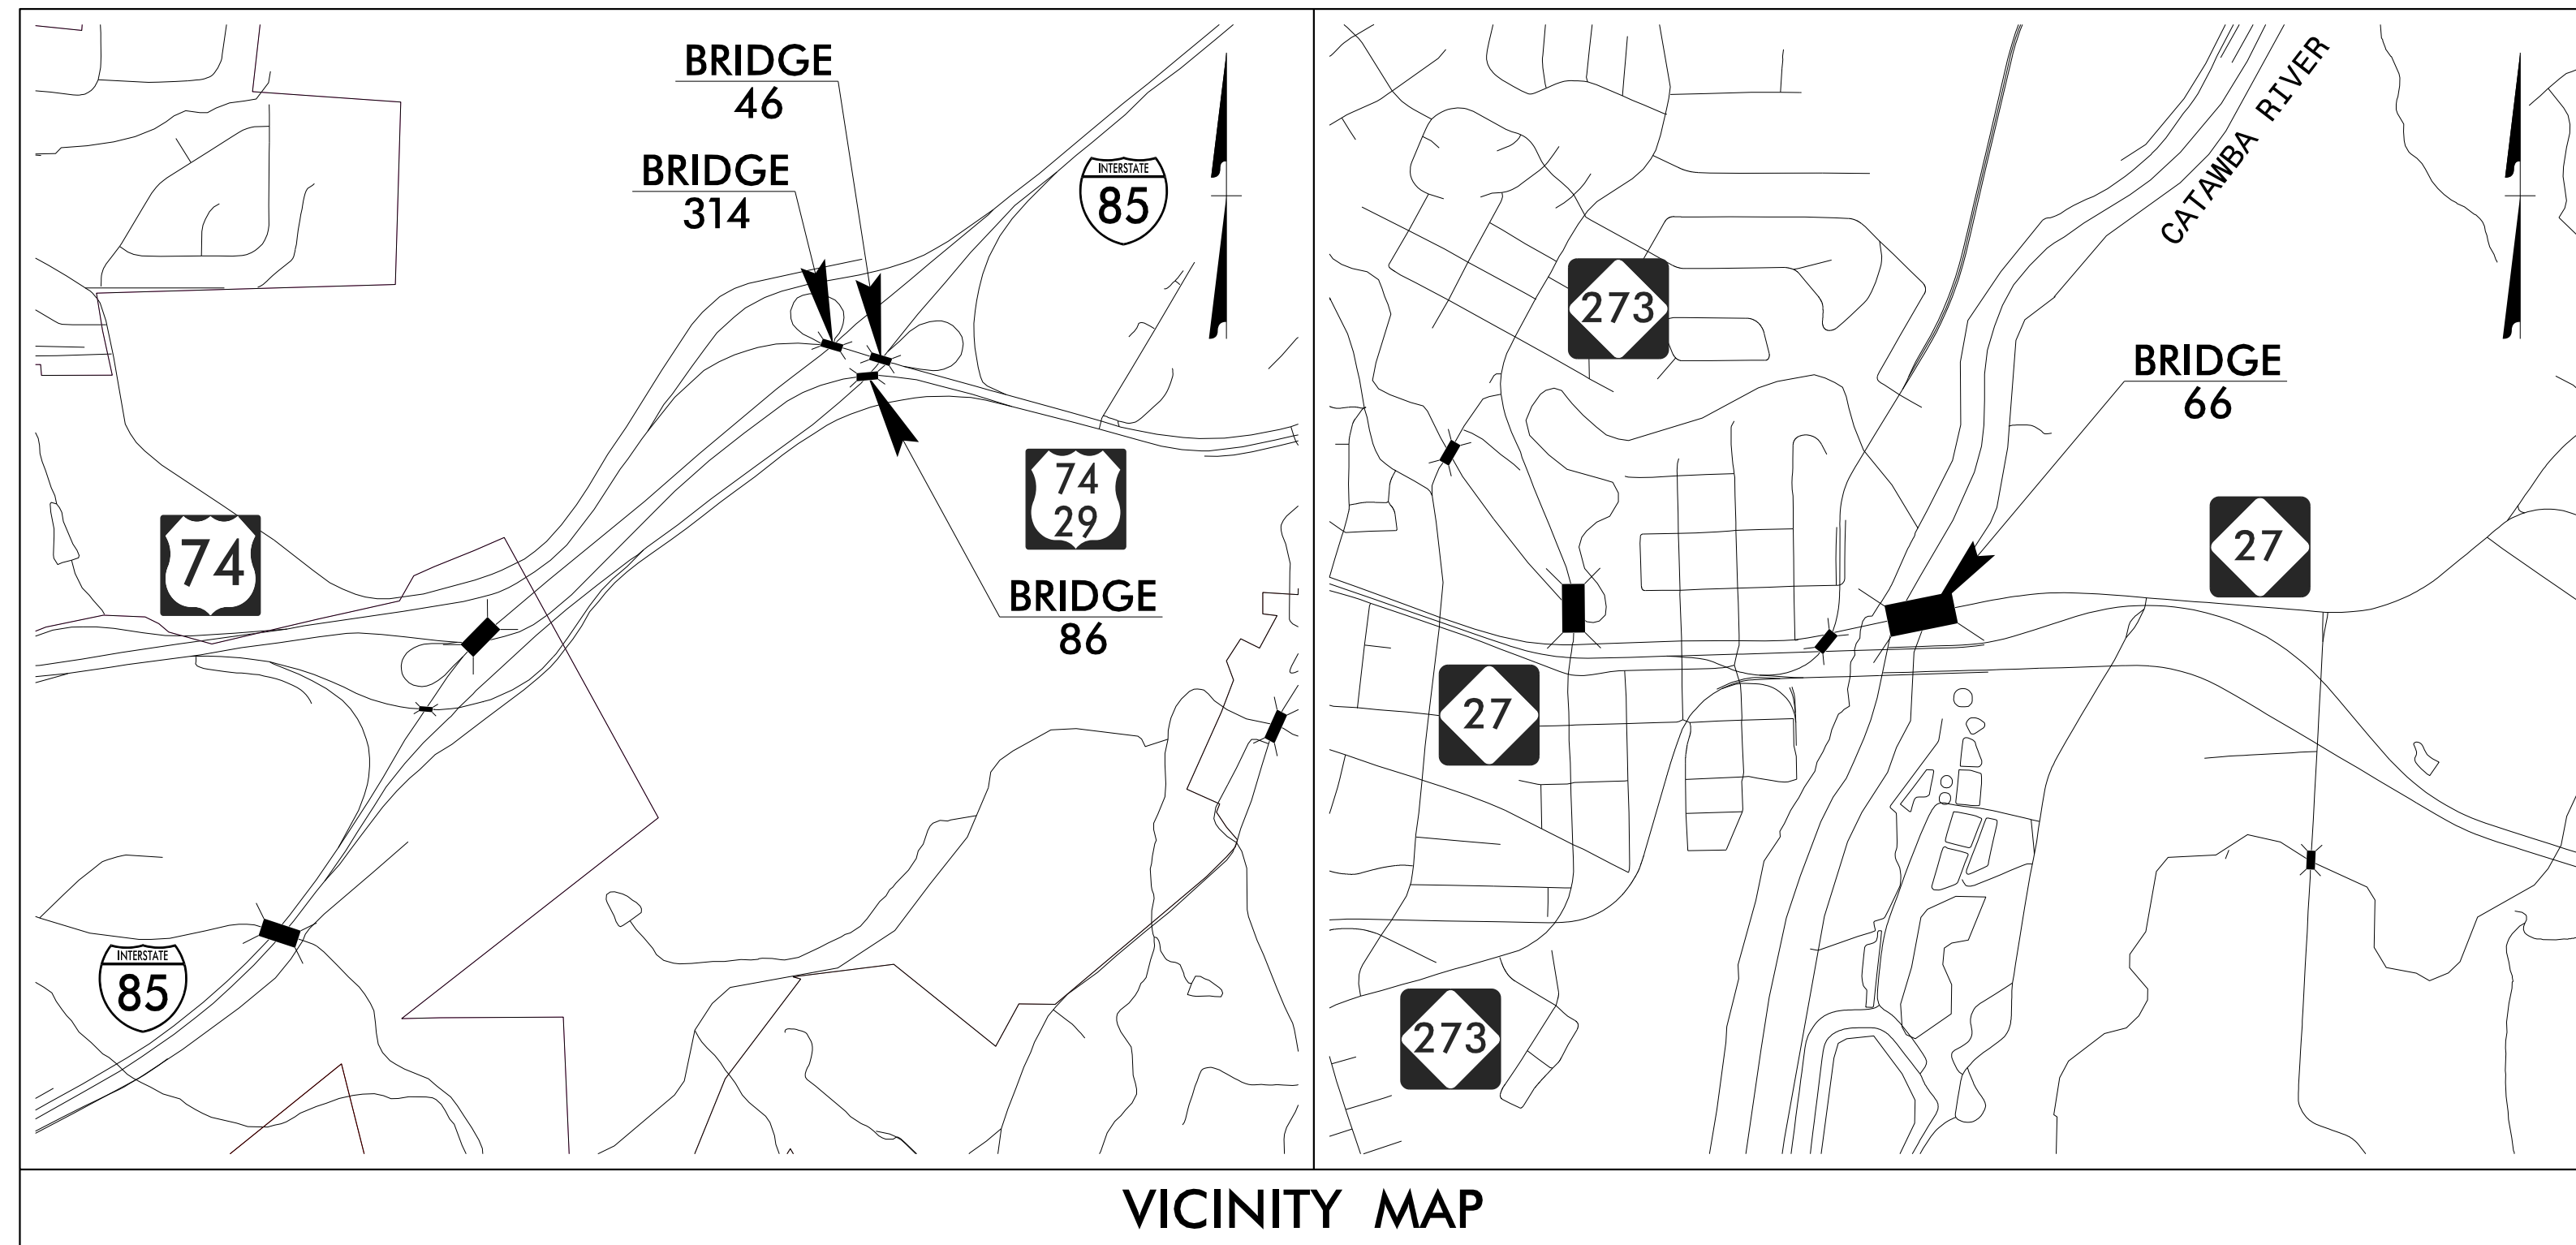 BRIDGE
46
BRIDGE
314
INTERSTATE
85
74
29
74
BRIDGE
86
INTERSTATE
85
CATAWBA RIVER
273
BRIDGE
66
27
27
273
VICINITY MAP